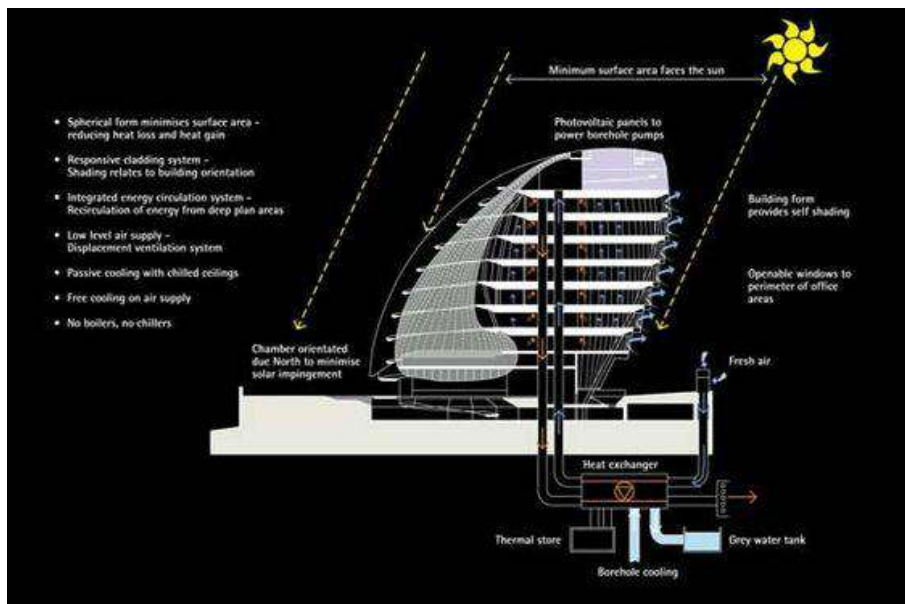 Minimum surface area faces the sun
• Spherical form minimises surface area –
reducing heat loss and heat gain
• Responsive cladding system –
Shading relates to building orientation
• Integrated energy circulation system –
Recirculation of energy from deep plan areas
• Low level air supply –
Displacement ventilation system
• Passive cooling with chilled ceilings
• Free cooling on air supply
• No boilers, no chillers
Photovoltaic panels to
power borehole pumps
Building form
provides self shading
Openable windows to
perimeter of office
areas
Chamber orientated
due North to minimise
solar impingement
Fresh air
Heat exchanger
Thermal store
Grey water tank
Borehole cooling